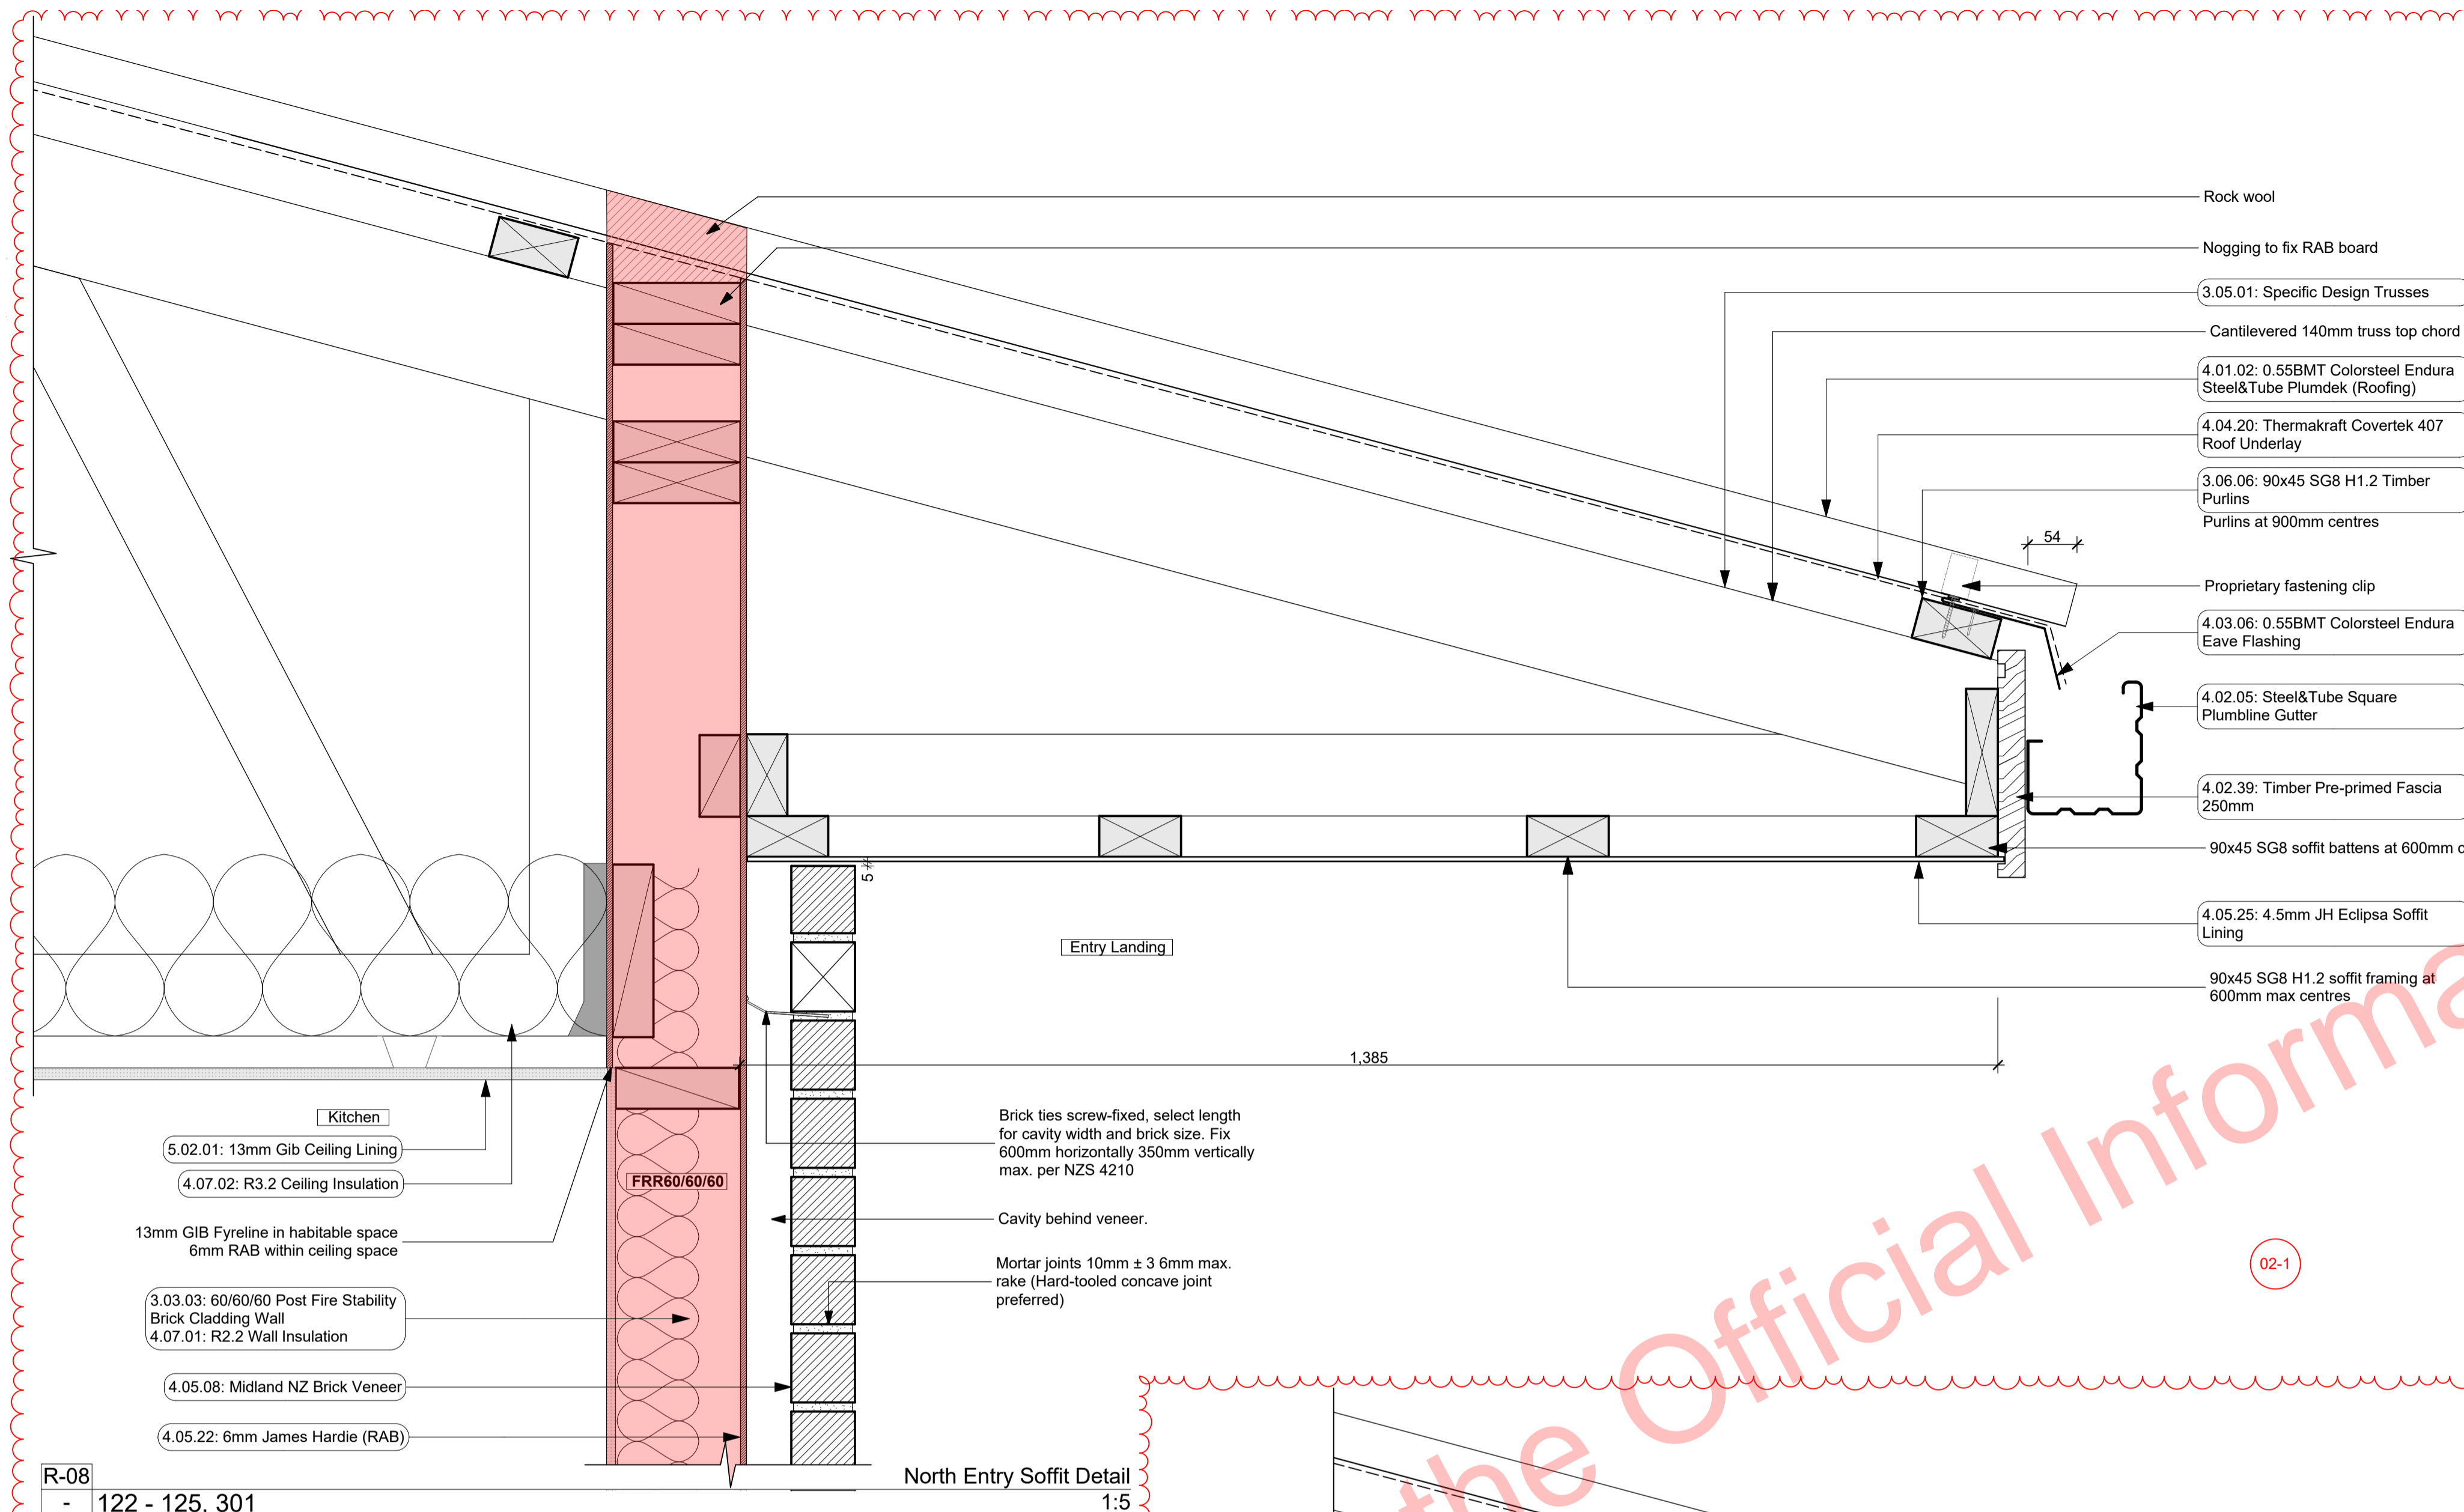 Rock wool
Nogging to fix RAB board
3.05.01: Specific Design Trusses
Cantilevered 140mm truss top chord
4.01.02: 0.55BMT Colorsteel Endura
Steel&Tube Plumdek (Roofing)
4.04.20: Thermakraft Covertek 407
Roof Underlay
3.06.06: 90x45 SG8 H1.2 Timber
Purlins
Purlins at 900mm centres
54
Proprietary fastening clip
4.03.06: 0.55BMT Colorsteel Endura
Eave Flashing
4.02.05: Steel&Tube Square
Plumbline Gutter
4.02.39: Timber Pre-primed Fascia
250mm
90x45 SG8 soffit battens at 600mm
5
4.05.25: 4.5mm JH Eclipsa Soffit
Lining
Entry Landing
90x45 SG8 H1.2 soffit framing at
600mm max centres
1,385
Kitchen
5.02.01: 13mm Gib Ceiling Lining
4.07.02: R3.2 Ceiling Insulation
13mm GIB Fyreline in habitable space
6mm RAB within ceiling space
3.03.03: 60/60/60 Post Fire Stability
Brick Cladding Wall
4.07.01: R2.2 Wall Insulation
4.05.08: Midland NZ Brick Veneer
4.05.22: 6mm James Hardie (RAB)
FRR60/60/60
Brick ties screw-fixed, select length
for cavity width and brick size. Fix
600mm horizontally 350mm vertically
max. per NZS 4210
Cavity behind veneer.
Mortar joints 10mm ± 3 6mm max.
rake (Hard-tooled concave joint
preferred)
02-1
the Official Informa
R-08
North Entry Soffit Detail
- 122 - 125, 301
1:5